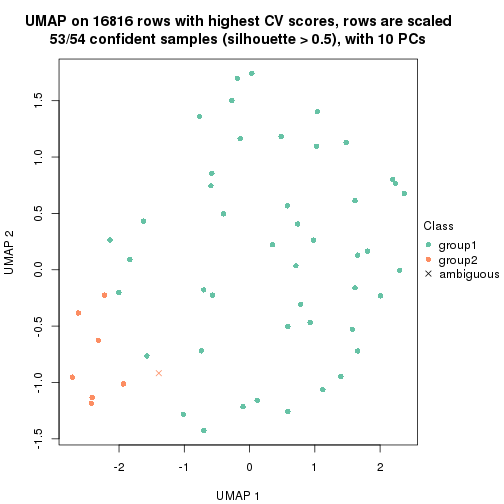 UMAP on 16816 rows with highest CV scores, rows are scaled
53/54 confident samples (silhouette > 0.5), with 10 PCs
UMAP 2
1.5
1.0
0.5
0.0
-0.5
-1.0
-1.5
-2
-1
0
1
2
UMAP 1
Class
group1
group2
ambiguous